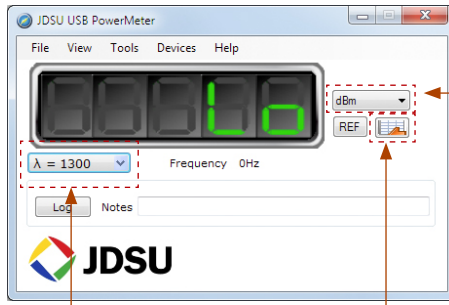 JDSU USB PowerMeter
File View Tools Devices Help
Lo
dBm
REF
λ = 1300
Frequency 0Hz
Log Notes
JDSU